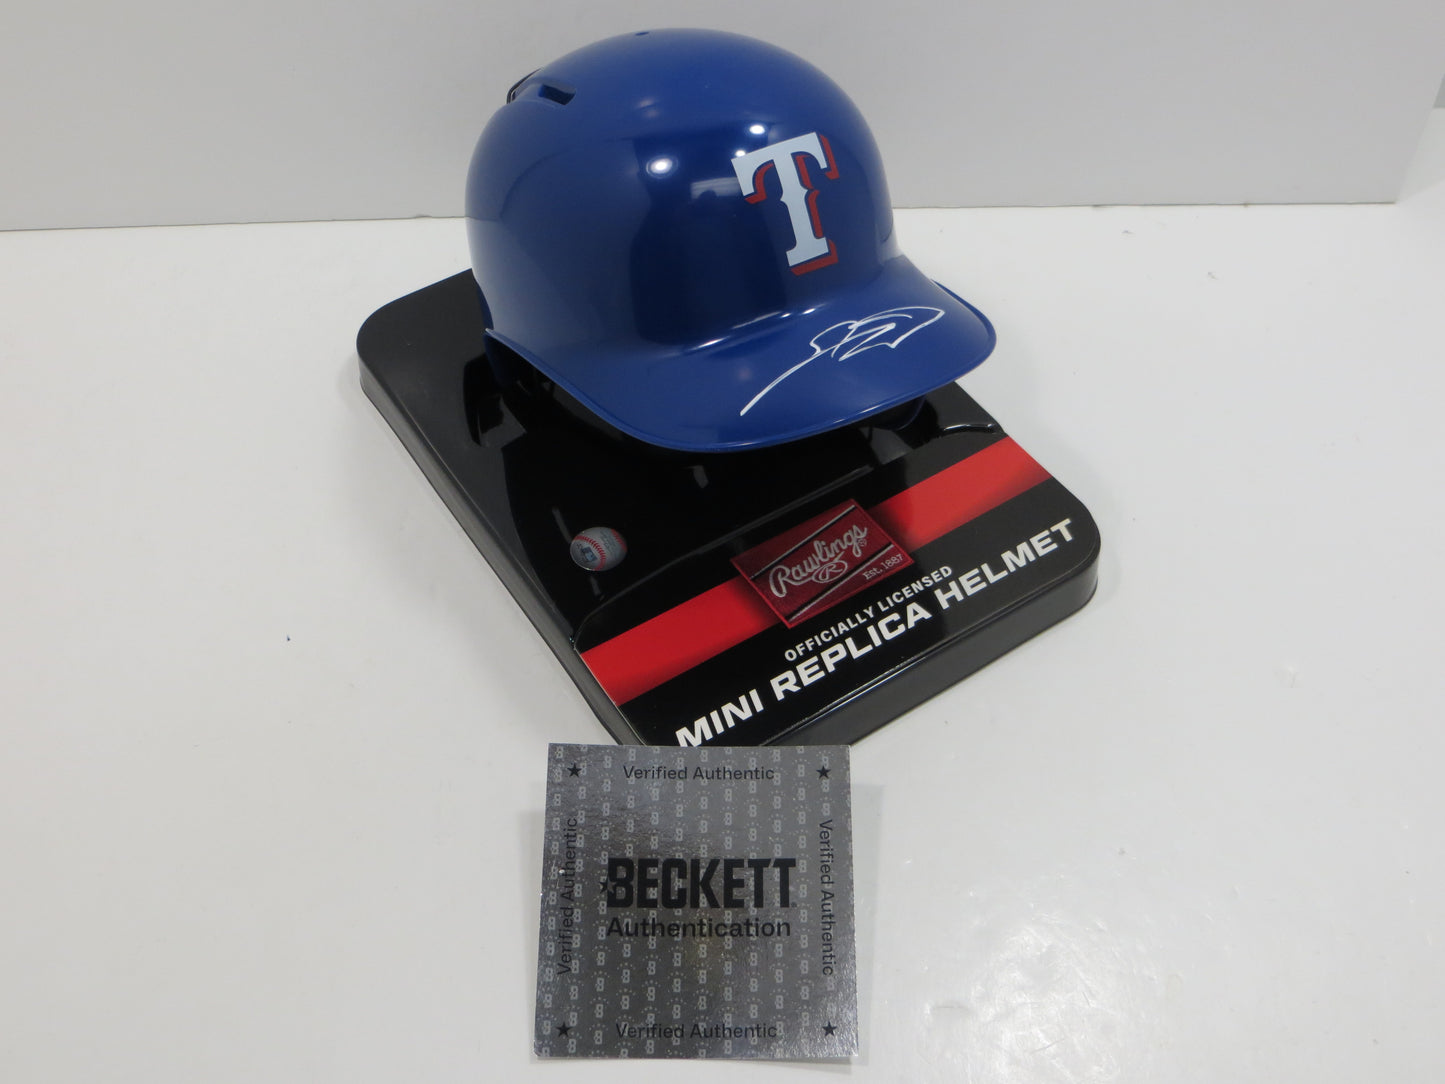 T
Rawlings
R
Est. 1887
OFFICIALLY LICENSED
MINI REPLICA HELMET
Verified Authentic
Verified Authentic
Verified Authentic
BECKETT
Authentication
Verified Authentic